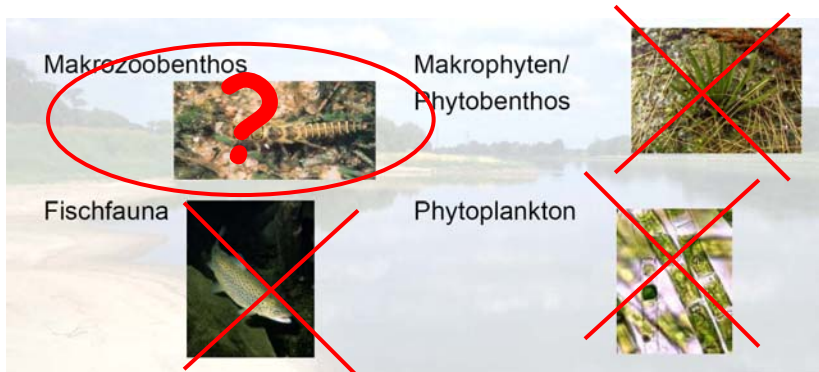 Makrozoobenthos
?
Makrophyten/
Phytobenthos
Fischfauna
Phytoplankton